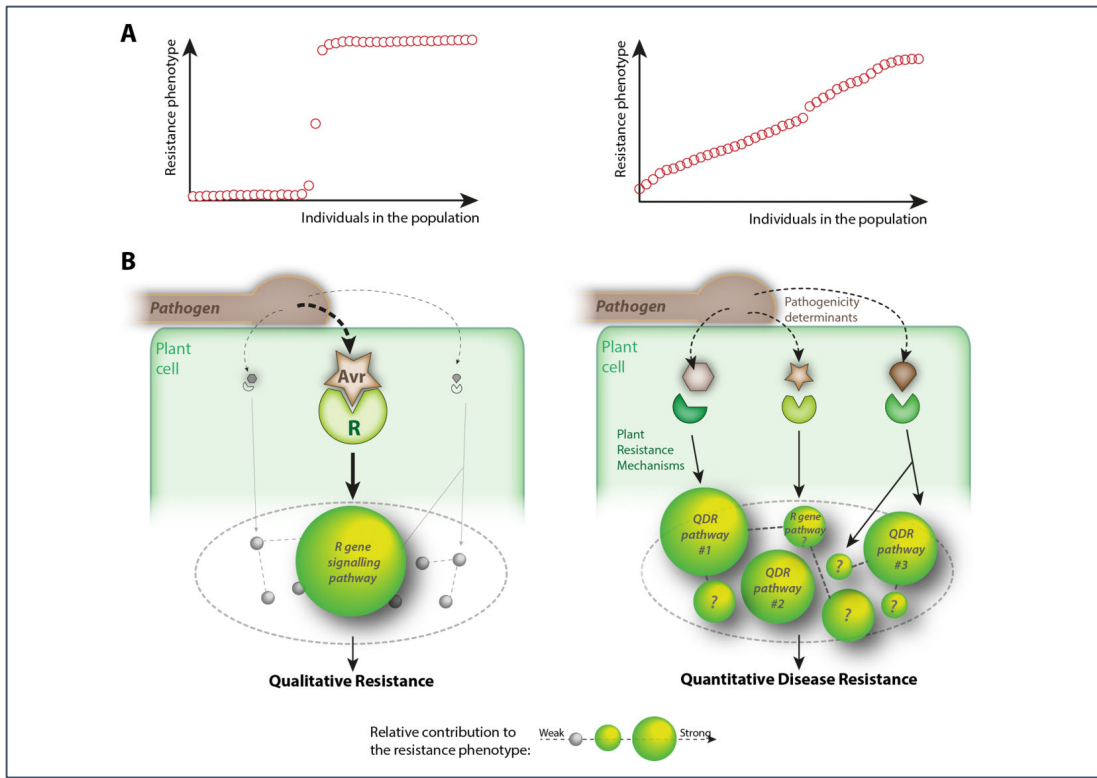 A
Resistance phenotype
Individuals in the population
Resistance phenotype
Individuals in the population
B
Pathogen
Plant
cell
Avr
R
R gene
signalling
pathway
Qualitative Resistance
Pathogen
Pathogenicity
determinants
Plant
cell
Plant
Resistance
Mechanisms
QDR
pathway
#1
R gene
pathway
?
QDR
pathway
#2
?
QDR
pathway
#3
?
?
?
Quantitative Disease Resistance
Relative contribution to
the resistance phenotype:
Weak
Strong